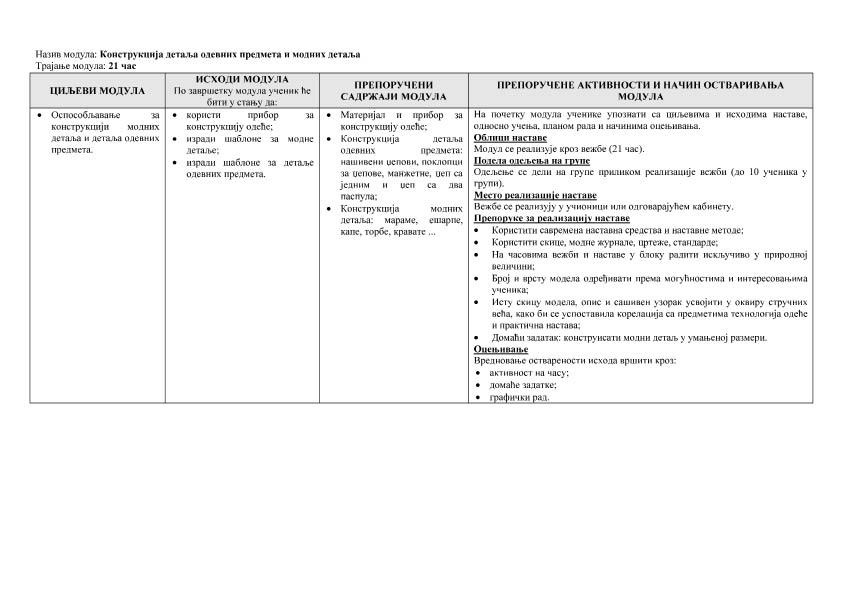 Назив модула: Конструкција детаља одевних предмета и модних детаља
Трајање модула: 21 час
ЦИЉЕВИ МОДУЛА
ИСХОДИ МОДУЛА
По завршетку модула ученик ће
бити у стању да:
ПРЕПОРУЧЕНИ
САДРЖАЈИ МОДУЛА
ПРЕПОРУЧЕНЕ АКТИВНОСТИ И НАЧИН ОСТВАРИВАЊА
МОДУЛА
• Оспособљавање за
конструкцији модних
детаља и детаља одевних
предмета.
• користи прибор за
конструкцију одеће;
• изради шаблоне за модне
детаље;
• изради шаблоне за детаље
одевних предмета.
• Материјал и прибор за
конструкцију одеће;
• Конструкција детаља
одевних предмета:
нашивени џепови, поклопци
за џепове, манжетне, џеп са
једним и џеп са два
паспула;
• Конструкција модних
детаља: мараме, ешарпе,
капе, торбе, кравате ...
На почетку модула ученике упознати са циљевима и исходима наставе,
односно учења, планом рада и начинима оцењивања.
Облици наставе
Модул се реализује кроз вежбе (21 час).
Подела одељења на групе
Одељење се дели на групе приликом реализације вежби (до 10 ученика у
групи).
Место реализације наставе
Вежбе се реализују у учионици или одговарајућем кабинету.
Препоруке за реализацију наставе
• Користити савремена наставна средства и наставне методе;
• Користити скице, модне журнале, цртеже, стандарде;
• На часовима вежби и наставе у блоку радити искључиво у природној
величини;
• Број и врсту модела одређивати према могућностима и интересовањима
ученика;
• Исту скицу модела, опис и сашивен узорак усвојити у оквиру стручних
већа, како би се успоставила корелација са предметима технологија одеће
и практична настава;
• Домаћи задатак: конструисати модни детаљ у умањеној размери.
Оцењивање
Вредновање остварености исхода вршити кроз:
• активност на часу;
• домаће задатке;
• графички рад.